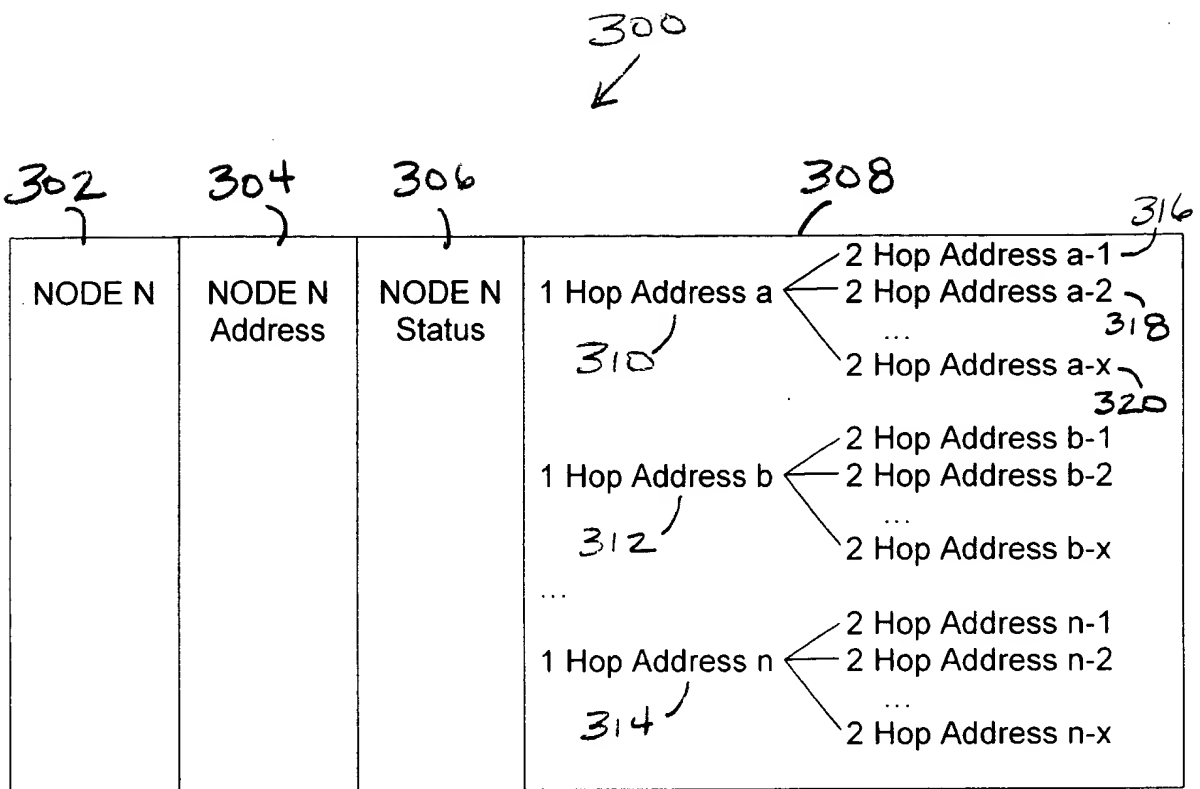 300
302 304 306 308
316
NODE N NODE N Address NODE N Status
1 Hop Address a
2 Hop Address a-1
2 Hop Address a-2
318
...
310
2 Hop Address a-x
320
1 Hop Address b
2 Hop Address b-1
2 Hop Address b-2
...
312
2 Hop Address b-x
...
1 Hop Address n
2 Hop Address n-1
2 Hop Address n-2
...
314
2 Hop Address n-x